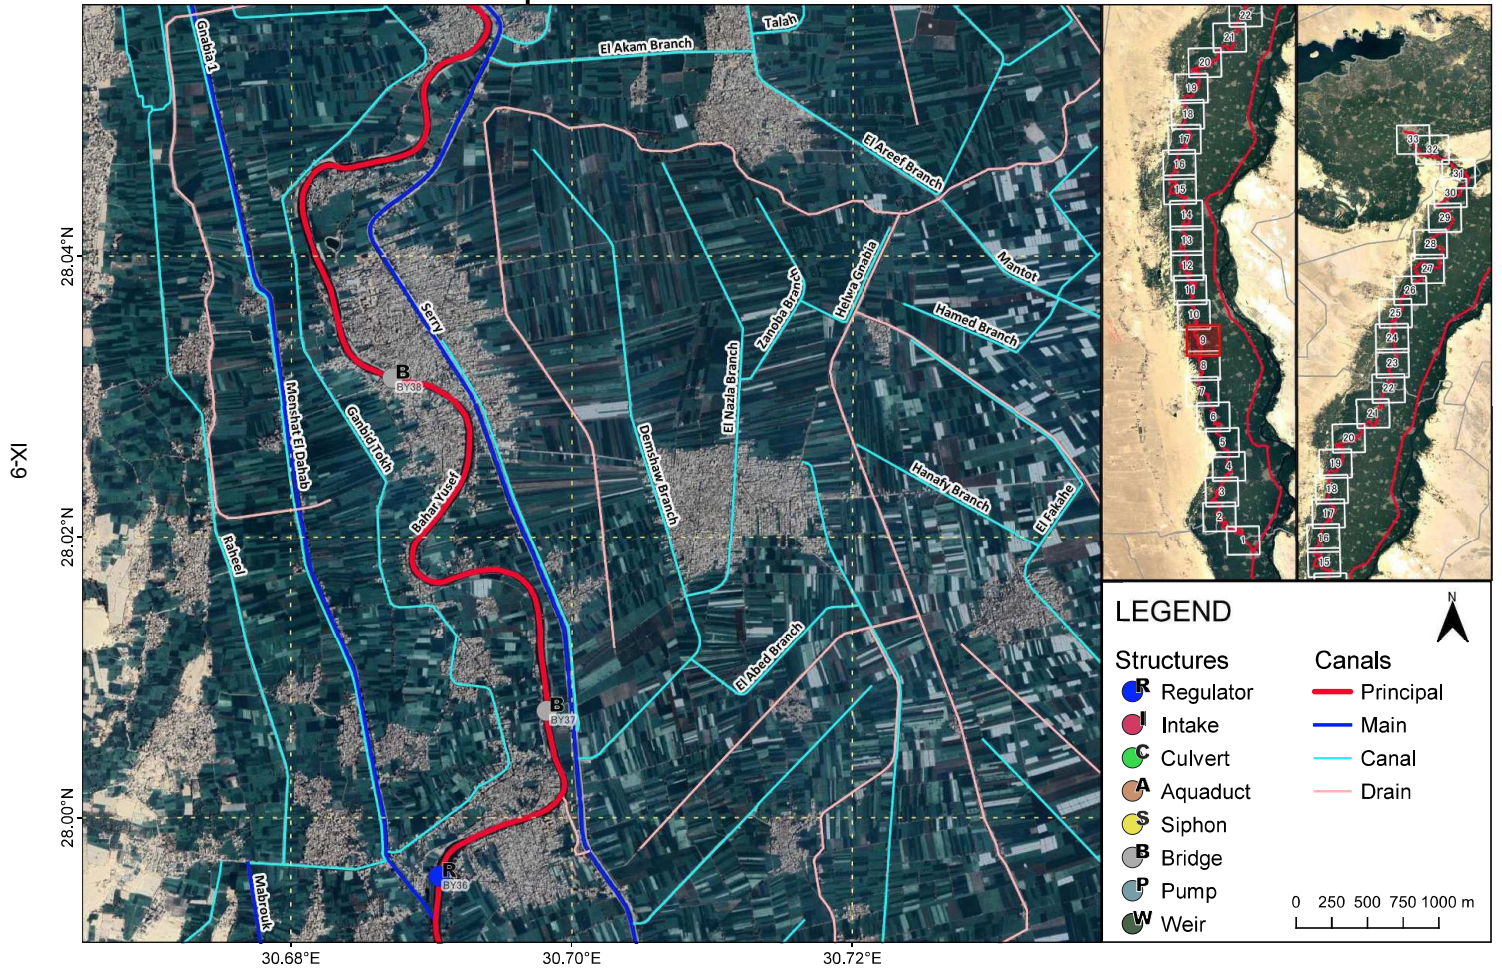 Talah
El Akam Branch
Gnabia 1
El Areef Branch
28.04°N
Mantot
Helwa Gnabia
Zanoba Branch
Hamed Branch
Serry
B
BY38
El Nazla Branch
Monshat El Dahab
Ganbid Tokh
Demshaw Branch
Hanafy Branch
IX-6
Bahar Yusef
El Fakahe
28.02°N
Raheel
El Abed Branch
B
BY37
28.00°N
R
BY36
Mabrouk
30.68°E
30.70°E
30.72°E
22
21
20
19
18
17
16
15
14
13
12
11
10
9
8
7
6
5
4
3
2
1
33
32
31
30
29
28
27
26
25
24
23
22
21
20
19
18
17
16
15
LEGEND
N
Structures
R Regulator
I Intake
C Culvert
A Aquaduct
S Siphon
B Bridge
P Pump
W Weir
Canals
Principal
Main
Canal
Drain
0 250 500 750 1000 m